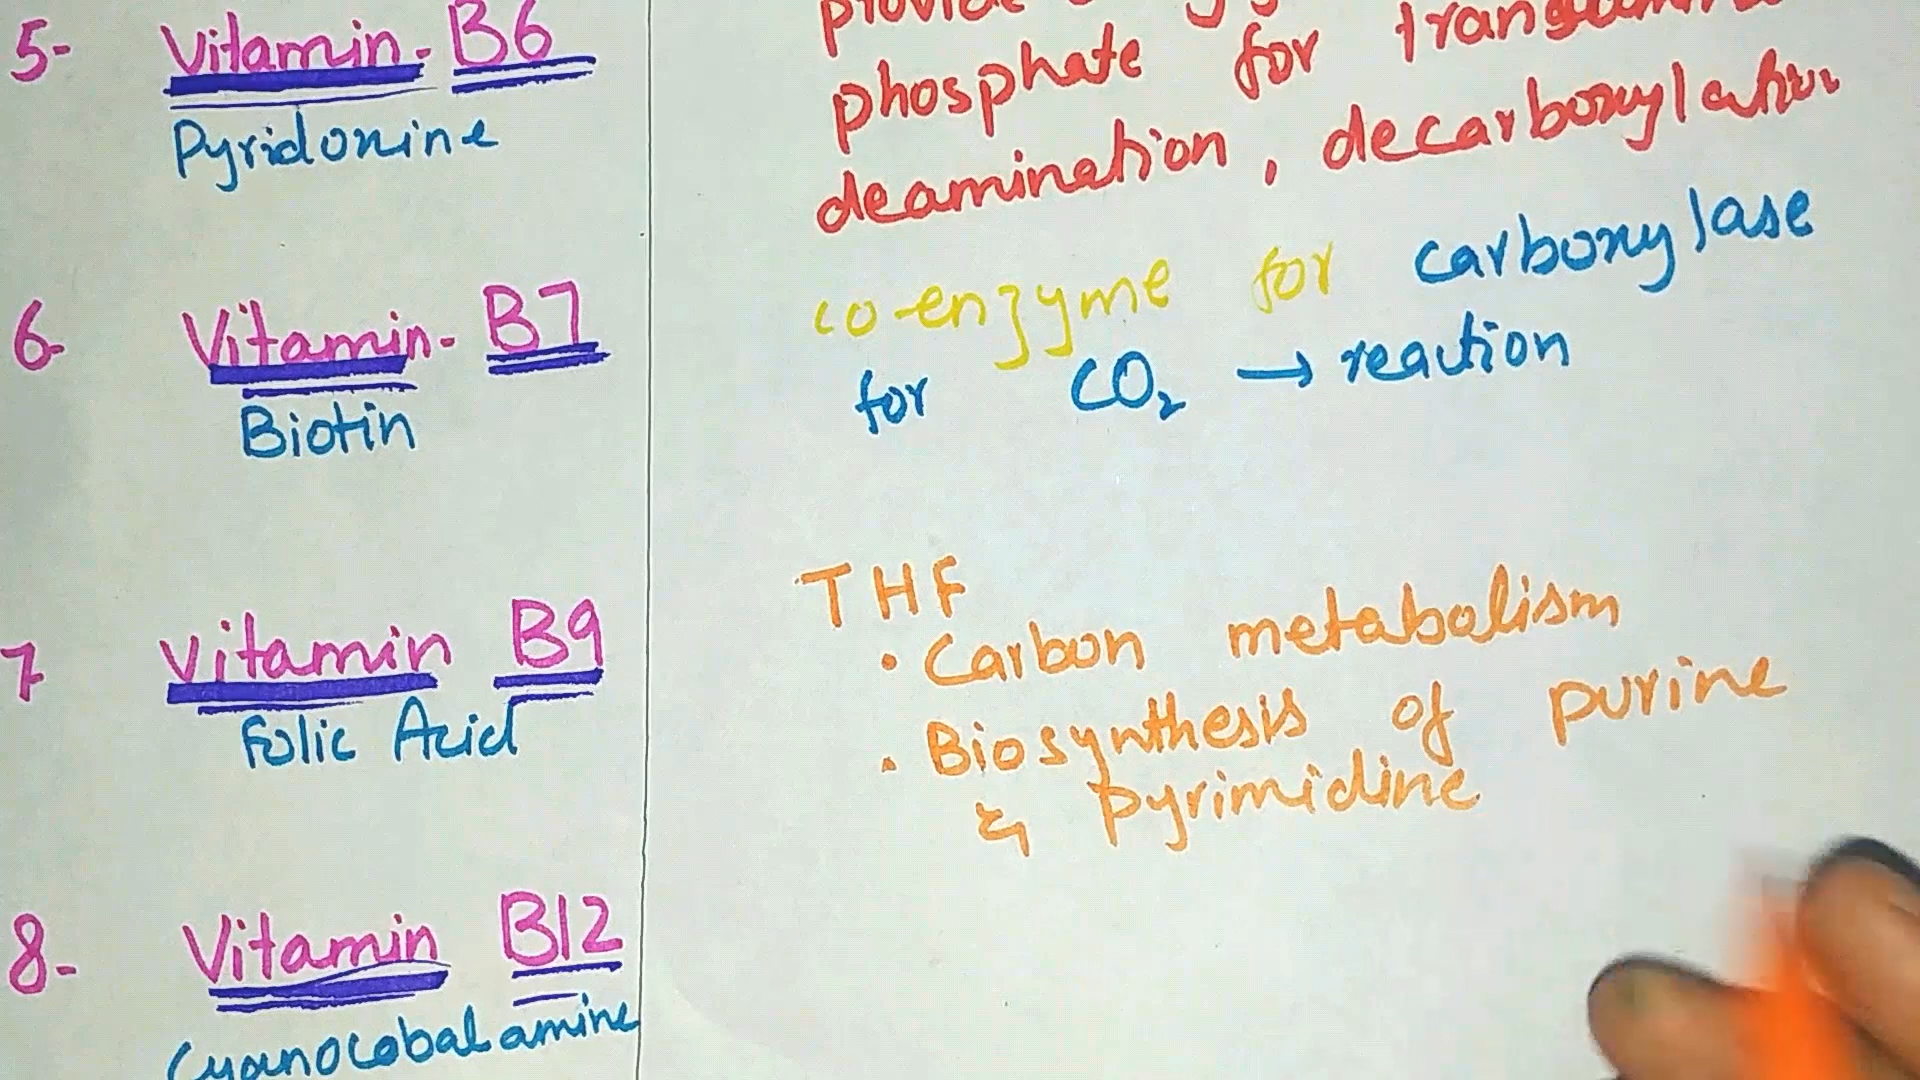 5- Vitamin- B6
Pyridoxine
provide
phosphate for
deamination, decarboxylation
6- Vitamin- B7
Biotin
co-enzyme for carboxylase
for CO₂ → reaction
7 Vitamin B9
Folic Acid
THF
• Carbon metabolism
• Biosynthesis of purine
& Pyrimidine
8- Vitamin B12
Cyanocobalamine